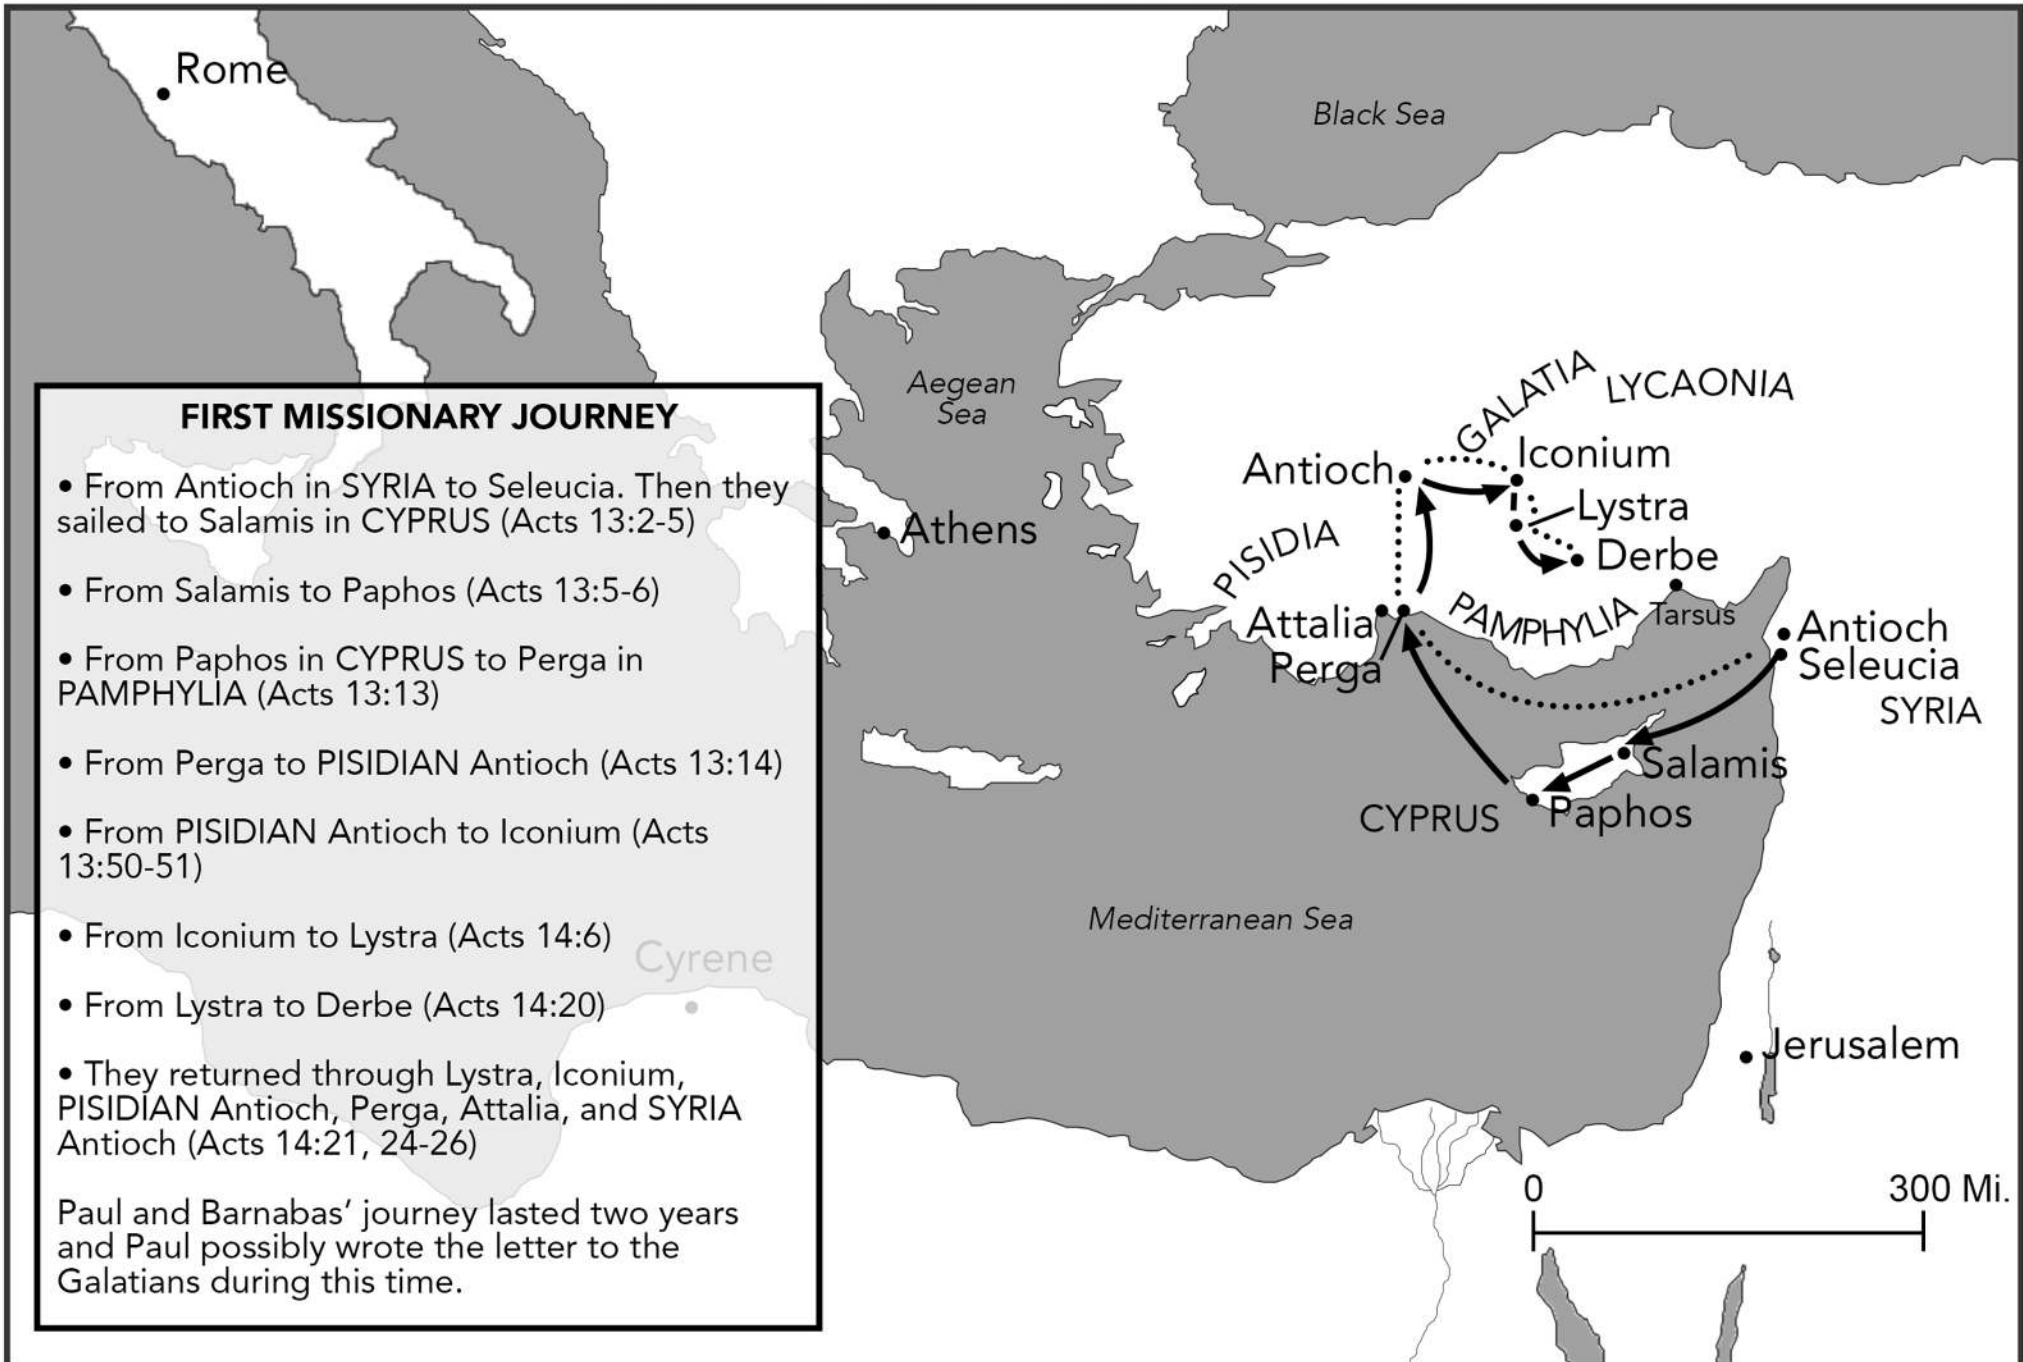 Rome
Black Sea
Aegean
Sea
GALATIA
LYCAONIA
Antioch
Iconium
Lystra
Derbe
Athens
PISIDIA
Attalia
Perga
PAMPHYLIA
Tarsus
Antioch
Seleucia
SYRIA
Salamis
CYPRUS
Paphos
Mediterranean Sea
Jerusalem
Cyrene
0
300 Mi.
FIRST MISSIONARY JOURNEY
• From Antioch in SYRIA to Seleucia. Then they
sailed to Salamis in CYPRUS (Acts 13:2-5)
• From Salamis to Paphos (Acts 13:5-6)
• From Paphos in CYPRUS to Perga in
PAMPHYLIA (Acts 13:13)
• From Perga to PISIDIAN Antioch (Acts 13:14)
• From PISIDIAN Antioch to Iconium (Acts
13:50-51)
• From Iconium to Lystra (Acts 14:6)
• From Lystra to Derbe (Acts 14:20)
• They returned through Lystra, Iconium,
PISIDIAN Antioch, Perga, Attalia, and SYRIA
Antioch (Acts 14:21, 24-26)
Paul and Barnabas’ journey lasted two years
and Paul possibly wrote the letter to the
Galatians during this time.